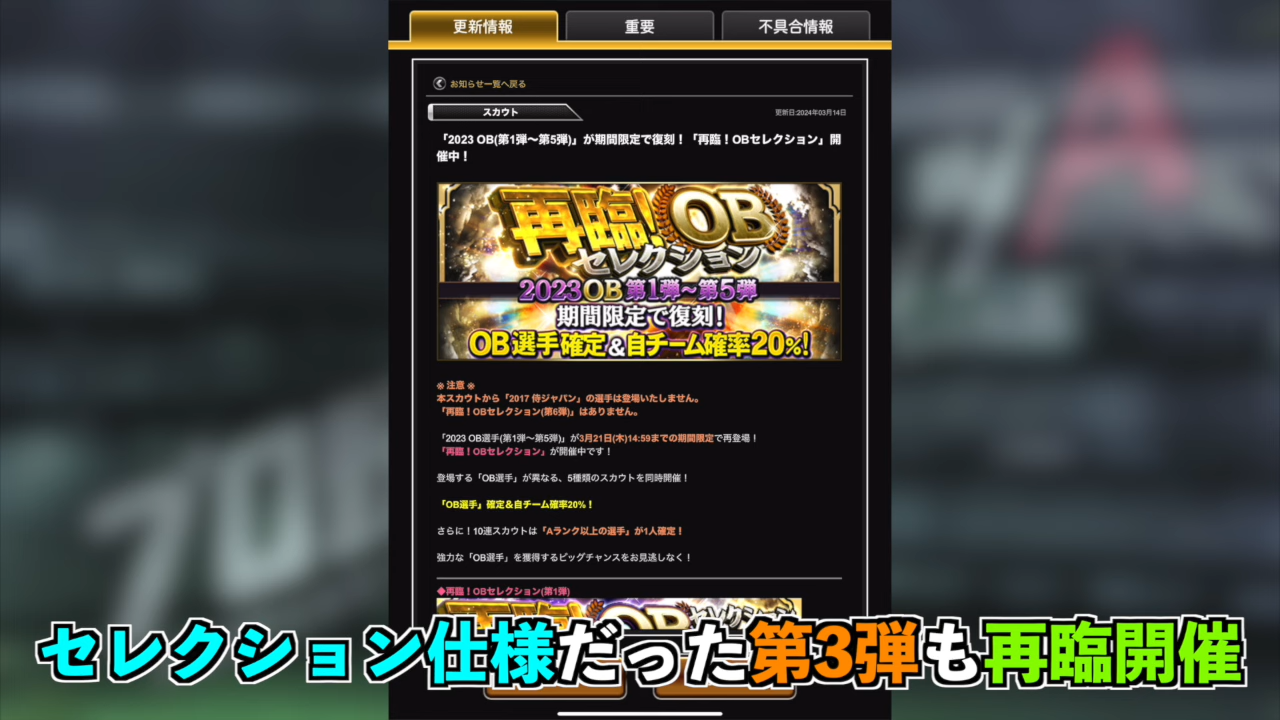 更新情報
重要
不具合情報
お知らせ一覧へ戻る
スカウト
更新日:2024年03月14日
「2023 OB(第1弾～第5弾)」が期間限定で復刻！「再臨！OBセレクション」開
催中！
再臨!OB
セレクション
2023OB 第1弾～第5弾
期間限定で復刻!
OB選手確定&自チーム確率20%!
※ 注意 ※
本スカウトから「2017 侍ジャパン」の選手は登場いたしません。
「再臨！OBセレクション(第6弾)」はありません。
「2023 OB選手(第1弾～第5弾)」が3月21日(木)14:59までの期間限定で再登場！
「再臨！OBセレクション」が開催中です！
登場する「OB選手」が異なる、5種類のスカウトを同時開催！
「OB選手」確定＆自チーム確率20%！
さらに！10連スカウトは「Aランク以上の選手」が1人確定！
強力な「OB選手」を獲得するビッグチャンスをお見逃しなく！
◆再臨！OBセレクション(第1弾)
セレクション仕様だった第3弾も再臨開催